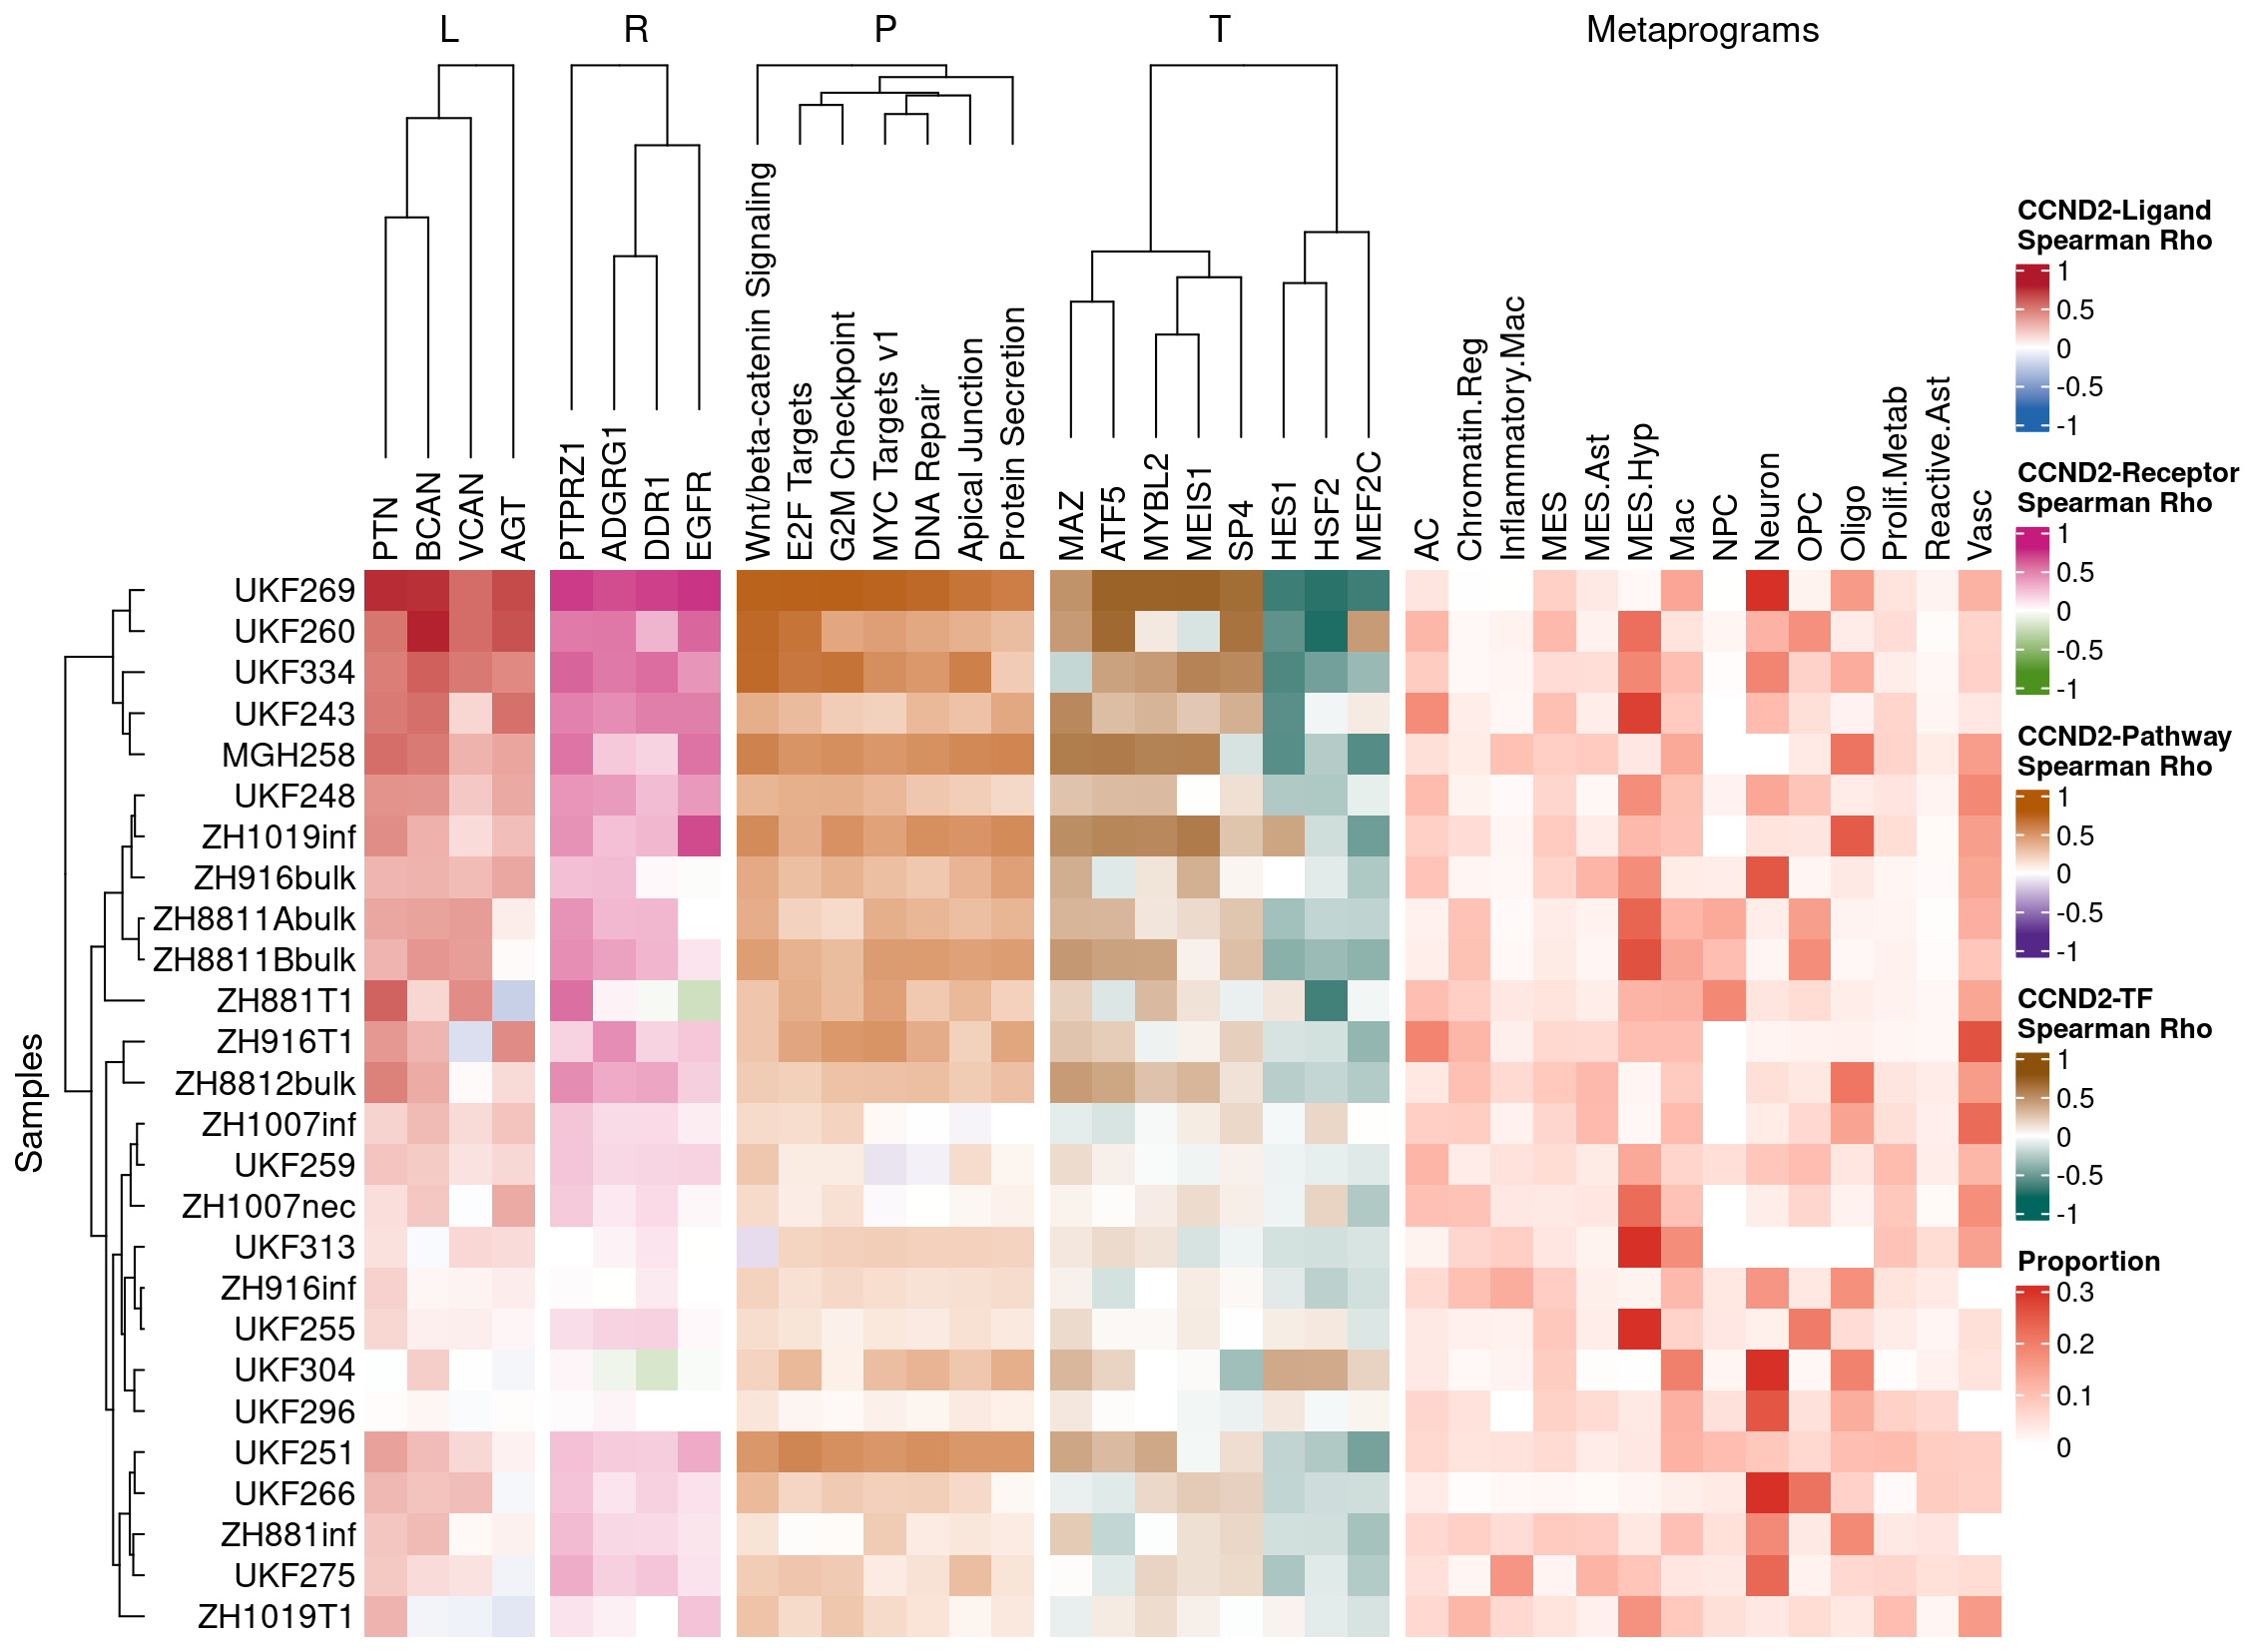 L
R
P
T
Metaprograms
PTN
BCAN
VCAN
AGT
PTPRZ1
ADGRG1
DDR1
EGFR
Wnt/beta-catenin Signaling
E2F Targets
G2M Checkpoint
MYC Targets v1
DNA Repair
Apical Junction
Protein Secretion
MAZ
ATF5
MYBL2
MEIS1
SP4
HES1
HSF2
MEF2C
AC
Chromatin.Reg
Inflammatory.Mac
MES
MES.Ast
MES.Hyp
Mac
NPC
Neuron
OPC
Oligo
Prolif.Metab
Reactive.Ast
Vasc
Samples
UKF269
UKF260
UKF334
UKF243
MGH258
UKF248
ZH1019inf
ZH916bulk
ZH8811Abulk
ZH8811Bbulk
ZH881T1
ZH916T1
ZH8812bulk
ZH1007inf
UKF259
ZH1007nec
UKF313
ZH916inf
UKF255
UKF304
UKF296
UKF251
UKF266
ZH881inf
UKF275
ZH1019T1
CCND2-Ligand
Spearman Rho
1
0.5
0
-0.5
-1
CCND2-Receptor
Spearman Rho
1
0.5
0
-0.5
-1
CCND2-Pathway
Spearman Rho
1
0.5
0
-0.5
-1
CCND2-TF
Spearman Rho
1
0.5
0
-0.5
-1
Proportion
0.3
0.2
0.1
0